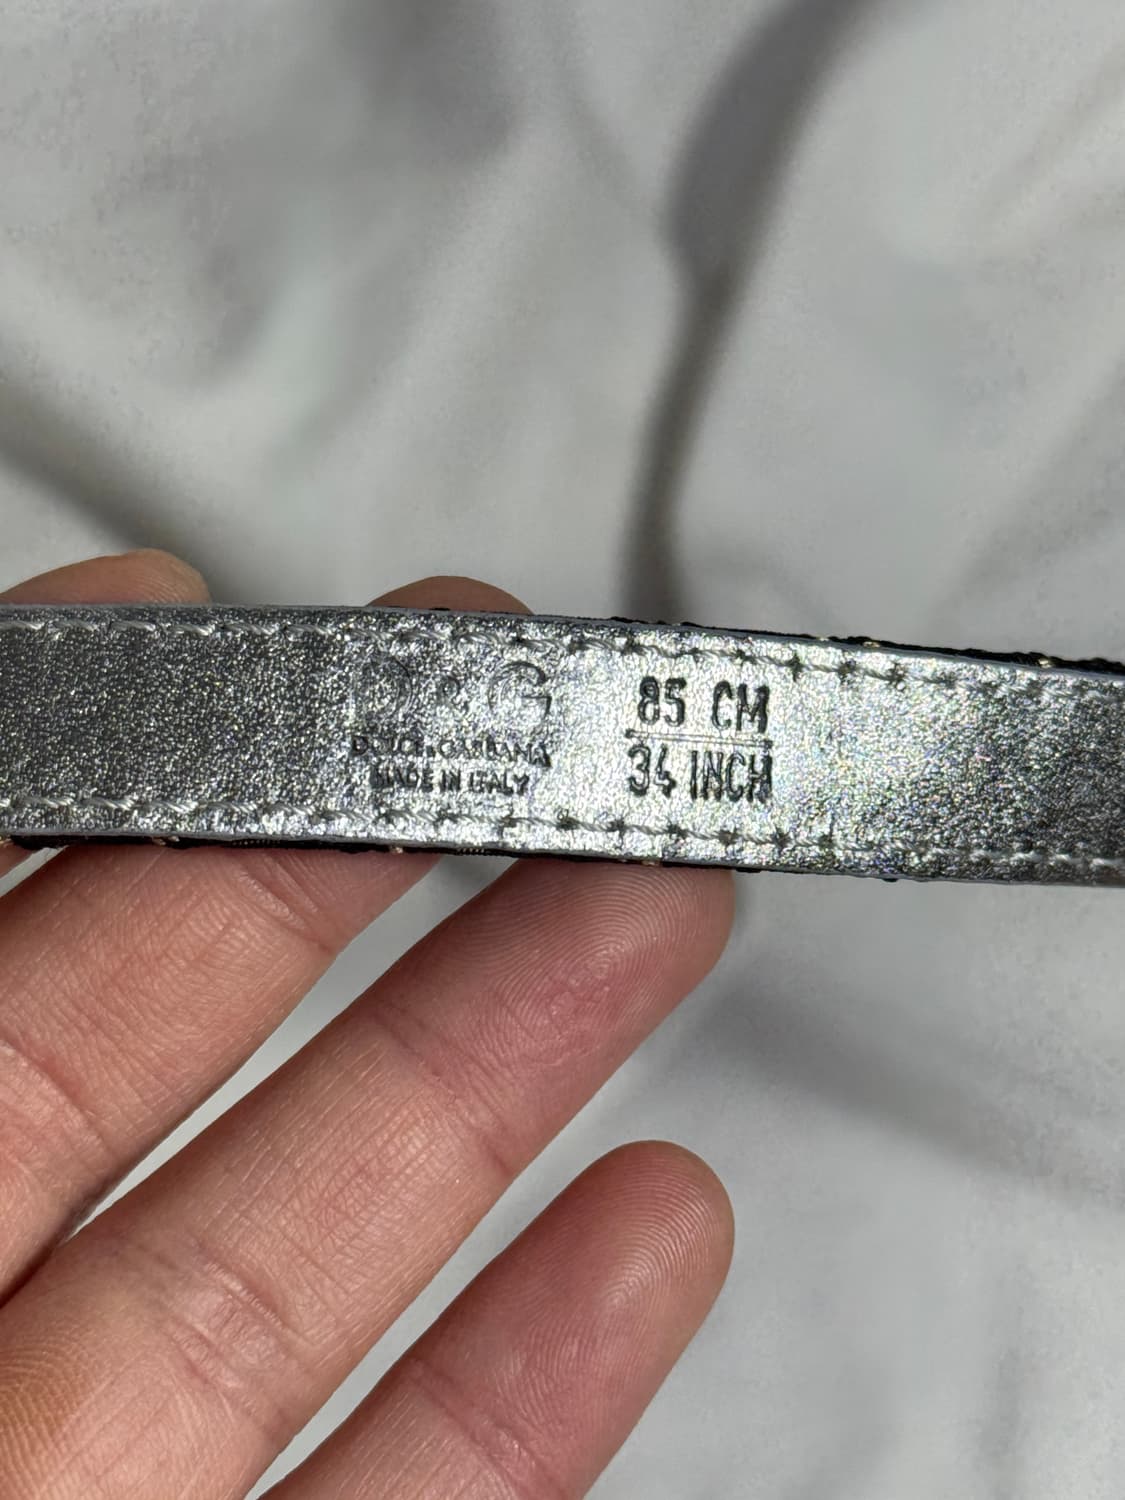 D&G
DOLCE&GABBANA
MADE IN ITALY
85 CM
34 INCH